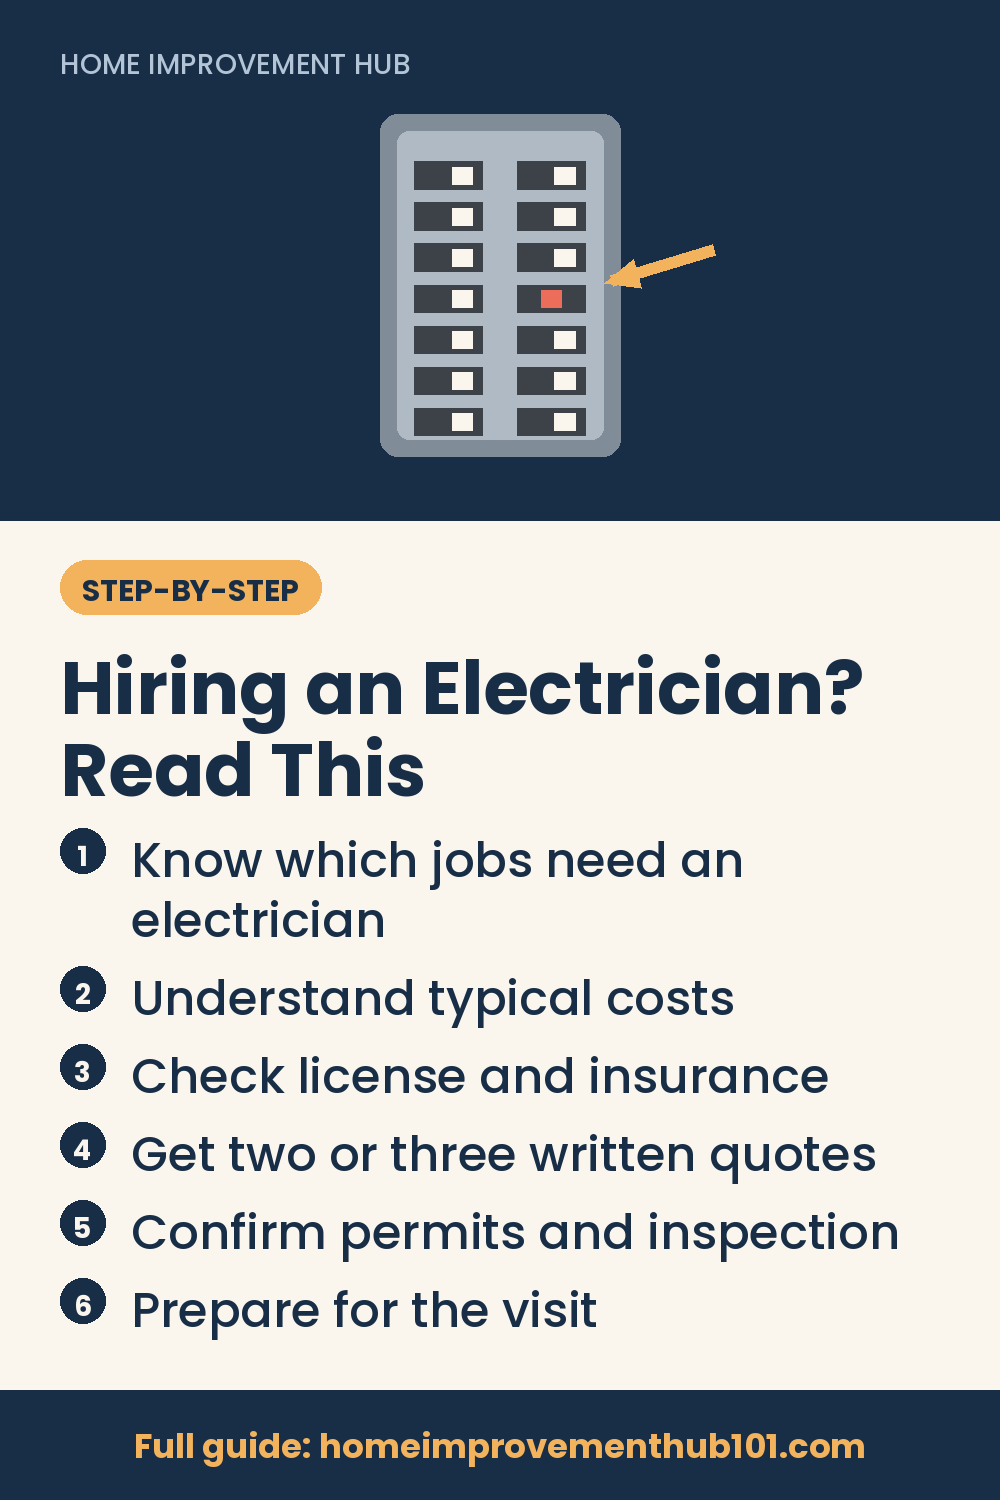 HOME IMPROVEMENT HUB
STEP-BY-STEP
Hiring an Electrician?
Read This
1 Know which jobs need an
electrician
2 Understand typical costs
3 Check license and insurance
4 Get two or three written quotes
5 Confirm permits and inspection
6 Prepare for the visit
Full guide: homeimprovementhub101.com